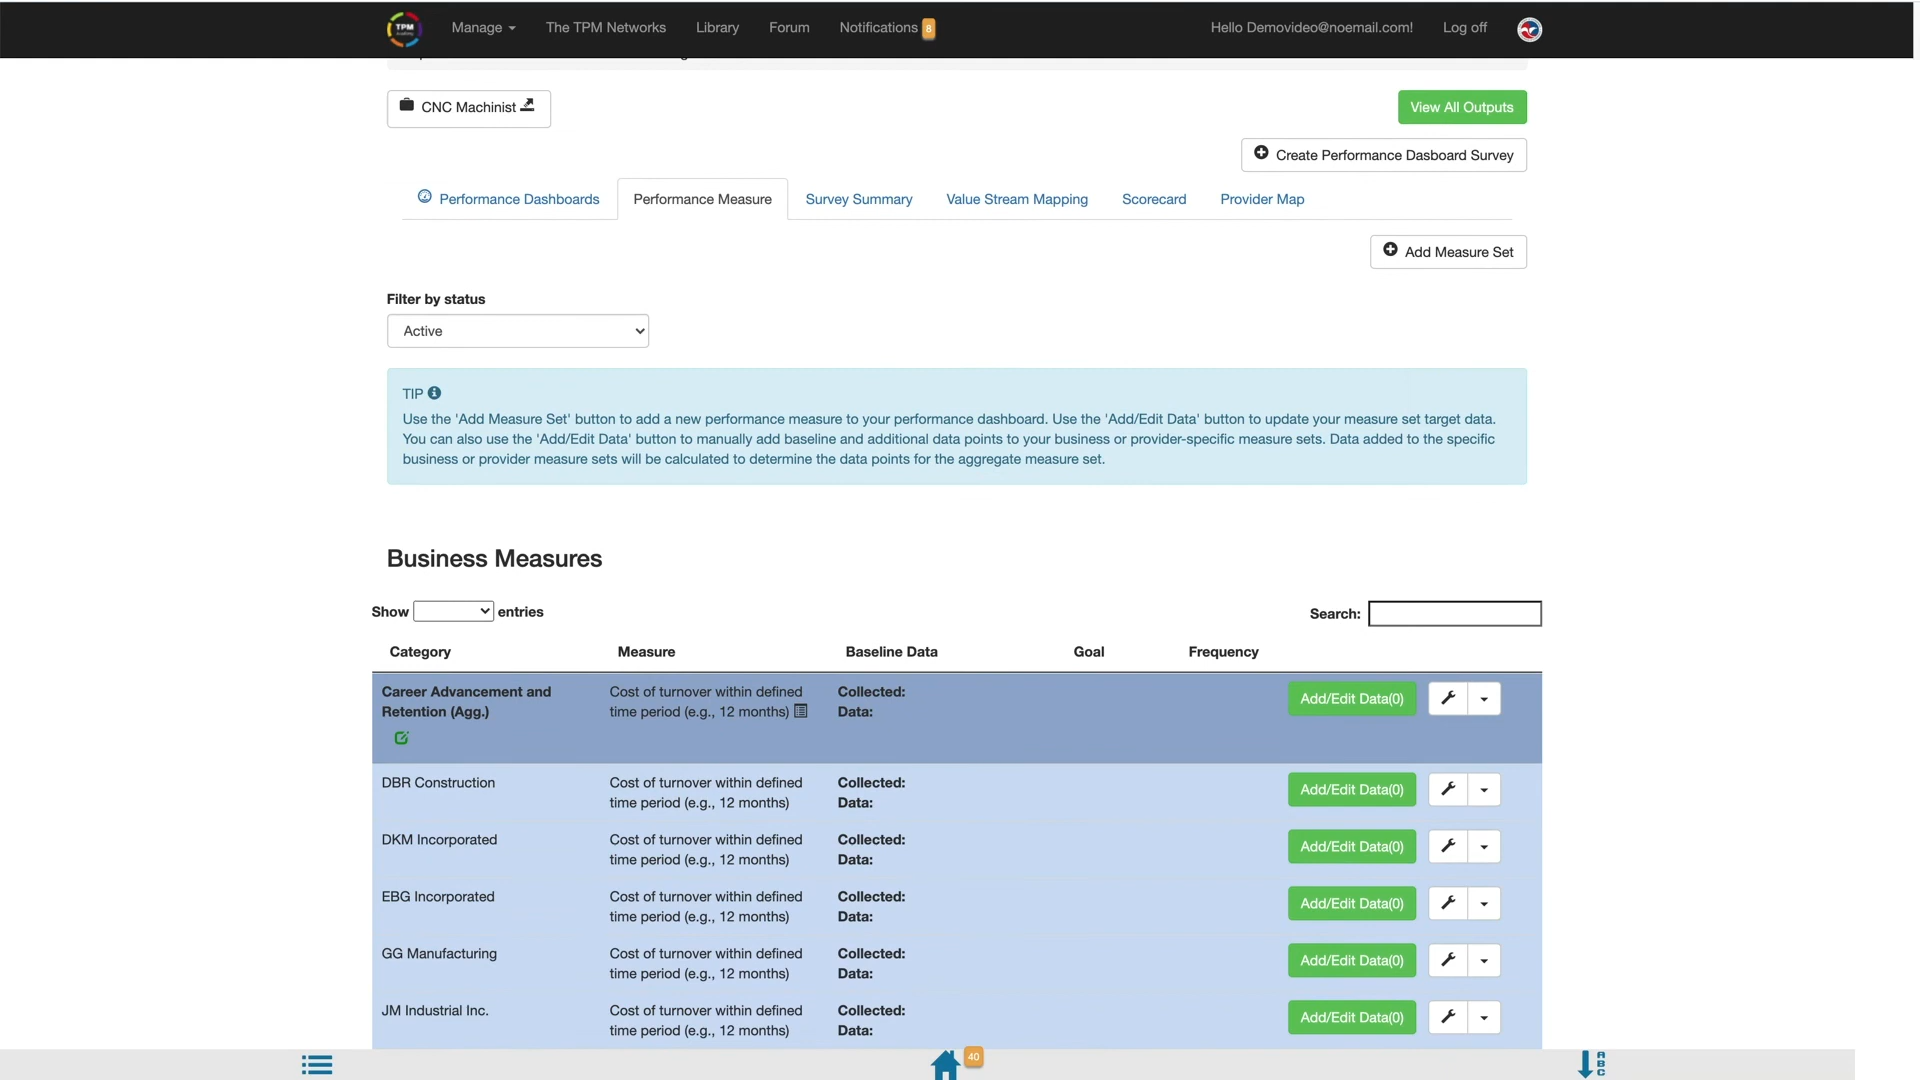 TPM Manage The TPM Networks Library Forum Notifications 8 Hello Demovideo@noemail.com! Log off
CNC Machinist View All Outputs
Create Performance Dasboard Survey
Performance Dashboards Performance Measure Survey Summary Value Stream Mapping Scorecard Provider Map
Add Measure Set
Filter by status
Active
TIP
Use the 'Add Measure Set' button to add a new performance measure to your performance dashboard. Use the 'Add/Edit Data' button to update your measure set target data.
You can also use the 'Add/Edit Data' button to manually add baseline and additional data points to your business or provider-specific measure sets. Data added to the specific
business or provider measure sets will be calculated to determine the data points for the aggregate measure set.
Business Measures
Show entries Search:
Category Measure Baseline Data Goal Frequency
Career Advancement and Cost of turnover within defined Collected: Add/Edit Data(0)
Retention (Agg.) time period (e.g., 12 months) Data:
DBR Construction Cost of turnover within defined Collected: Add/Edit Data(0)
time period (e.g., 12 months) Data:
DKM Incorporated Cost of turnover within defined Collected: Add/Edit Data(0)
time period (e.g., 12 months) Data:
EBG Incorporated Cost of turnover within defined Collected: Add/Edit Data(0)
time period (e.g., 12 months) Data:
GG Manufacturing Cost of turnover within defined Collected: Add/Edit Data(0)
time period (e.g., 12 months) Data:
JM Industrial Inc. Cost of turnover within defined Collected: Add/Edit Data(0)
time period (e.g., 12 months) Data:
40 ABC